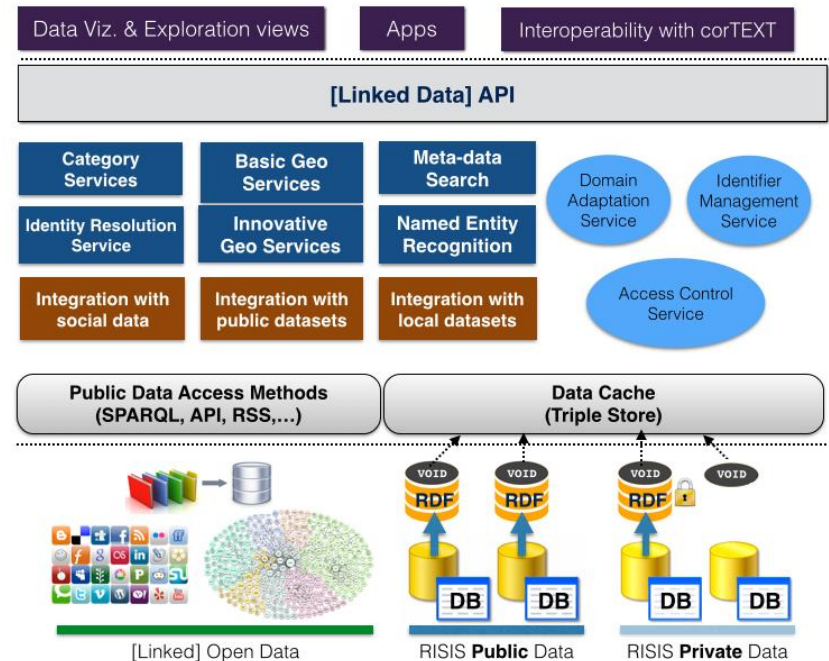 Data Viz. & Exploration views
Apps
Interoperability with corTEXT
[Linked Data] API
Category
Services
Basic Geo
Services
Meta-data
Search
Domain
Adaptation
Service
Identifier
Management
Service
Identity Resolution
Service
Innovative
Geo Services
Named Entity
Recognition
Integration with
social data
Integration with
public datasets
Integration with
local datasets
Access Control
Service
Public Data Access Methods
(SPARQL, API, RSS,...)
Data Cache
(Triple Store)
VOID
VOID
VOID
VOID
RDF
RDF
RDF
DB
DB
DB
DB
[Linked] Open Data
RISIS Public Data
RISIS Private Data